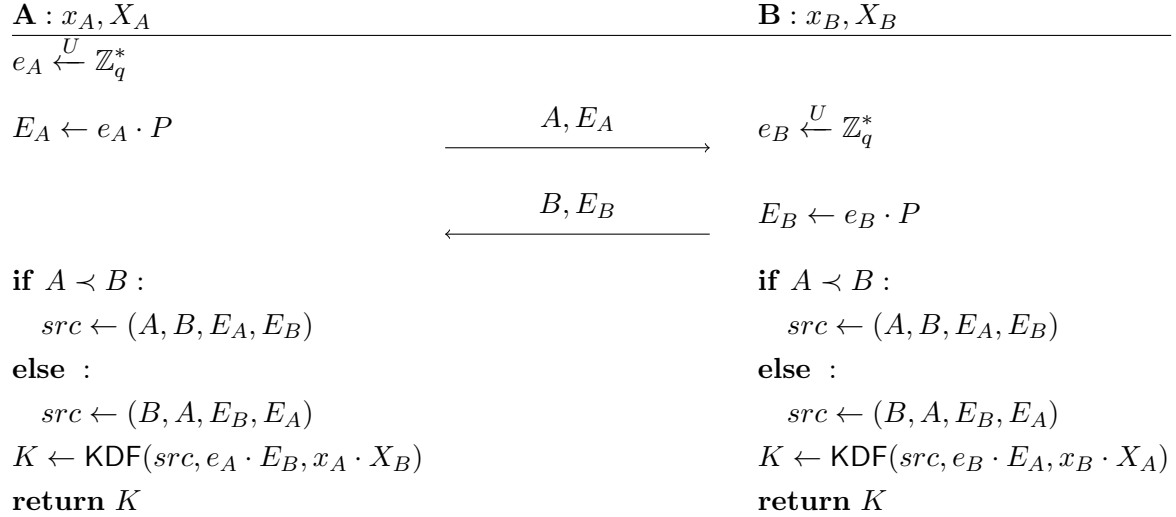 A : x_A, X_A B : x_B, X_B
e_A ←^U ℤ_q^*
E_A ← e_A · P A, E_A e_B ←^U ℤ_q^*
B, E_B E_B ← e_B · P
if A ≺ B : if A ≺ B :
src ← (A, B, E_A, E_B) src ← (A, B, E_A, E_B)
else : else :
src ← (B, A, E_B, E_A) src ← (B, A, E_B, E_A)
K ← KDF(src, e_A · E_B, x_A · X_B) K ← KDF(src, e_B · E_A, x_B · X_A)
return K return K